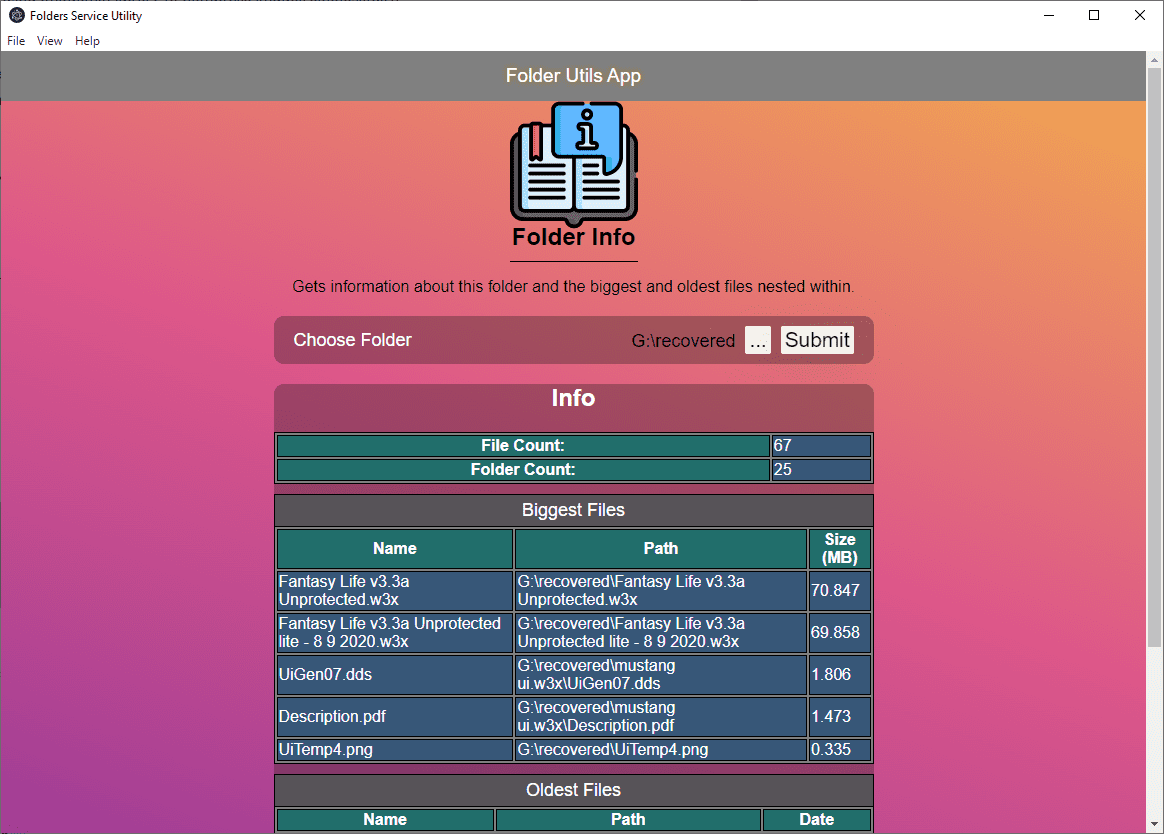 Folders Service Utility
File View Help
Folder Utils App
i
Folder Info
Gets information about this folder and the biggest and oldest files nested within.
Choose Folder G:\recovered ... Submit
Info
File Count: 67
Folder Count: 25
Biggest Files
Name Path Size
(MB)
Fantasy Life v3.3a G:\recovered\Fantasy Life v3.3a 70.847
Unprotected.w3x Unprotected.w3x
Fantasy Life v3.3a Unprotected G:\recovered\Fantasy Life v3.3a 69.858
lite - 8 9 2020.w3x Unprotected lite - 8 9 2020.w3x
UiGen07.dds G:\recovered\mustang 1.806
ui.w3x\UiGen07.dds
Description.pdf G:\recovered\mustang 1.473
ui.w3x\Description.pdf
UiTemp4.png G:\recovered\UiTemp4.png 0.335
Oldest Files
Name Path Date